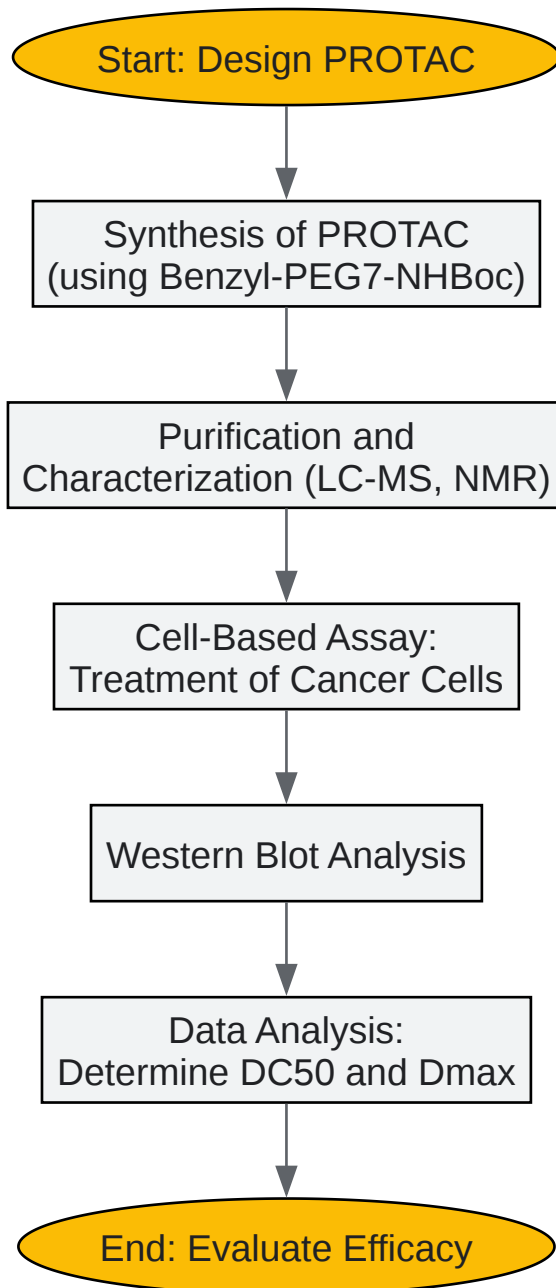 Start: Design PROTAC
Synthesis of PROTAC
(using Benzyl-PEG7-NHBoc)
Purification and
Characterization (LC-MS, NMR)
Cell-Based Assay:
Treatment of Cancer Cells
Western Blot Analysis
Data Analysis:
Determine DC50 and Dmax
End: Evaluate Efficacy